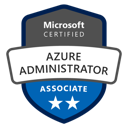 Microsoft
CERTIFIED
AZURE
ADMINISTRATOR
ASSOCIATE